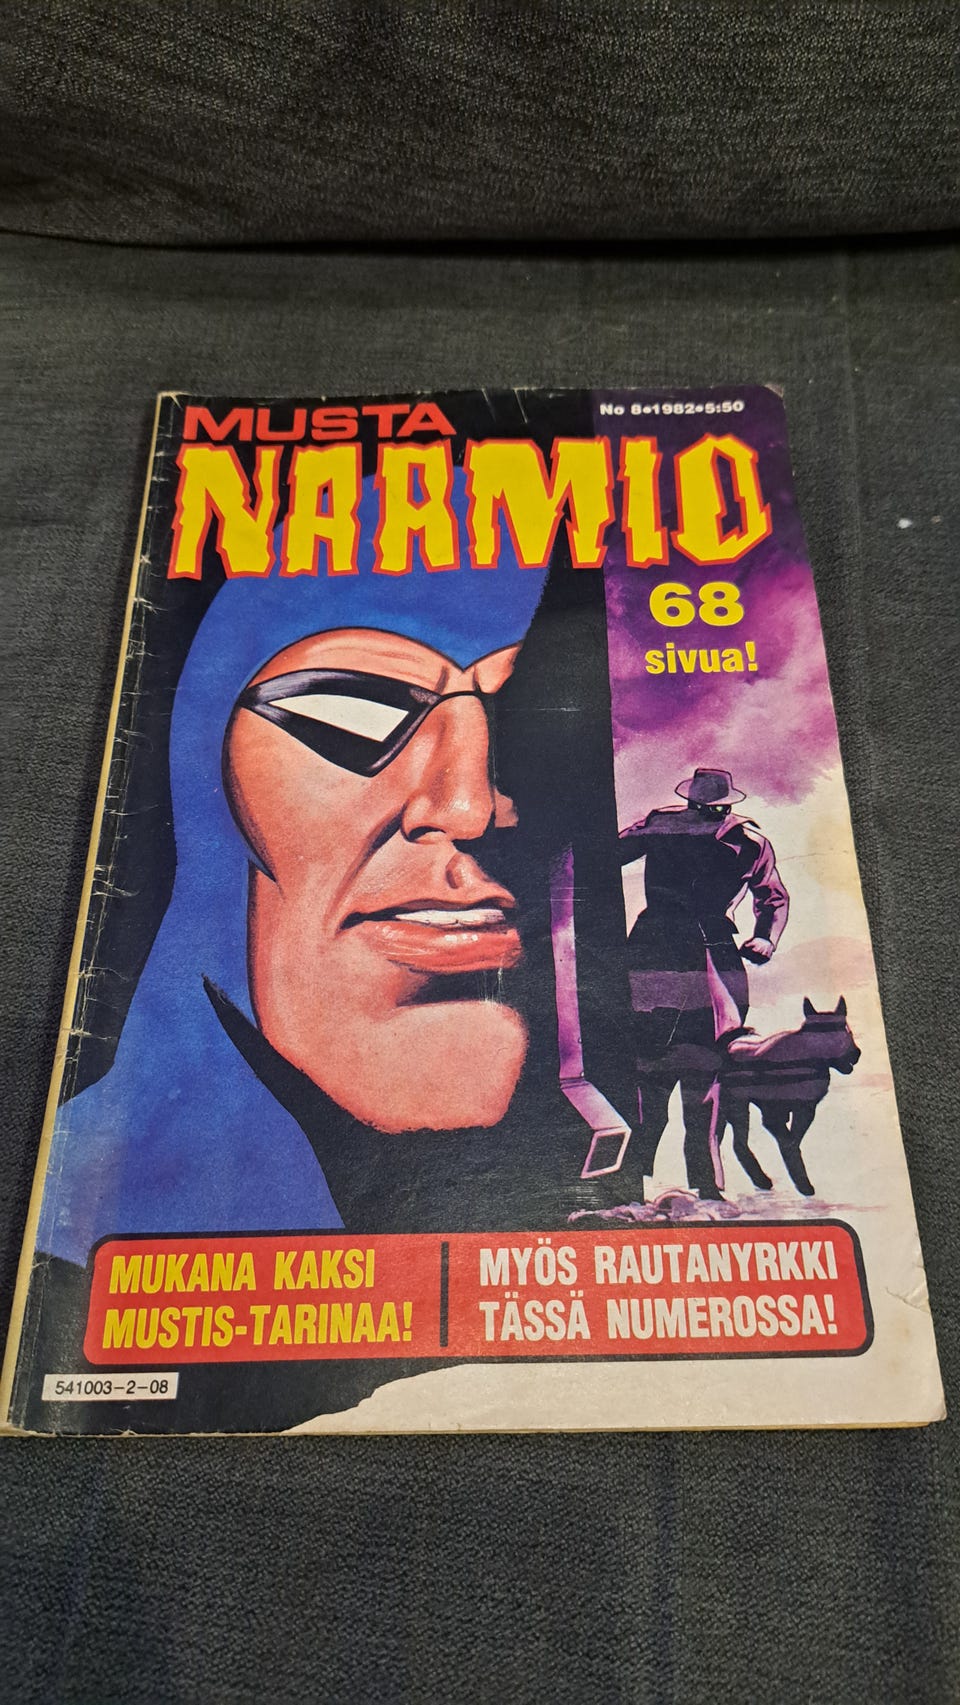 MUSTA
NAAMIO
No 8•1982•5:50
68
sivua!
MUKANA KAKSI
MUSTIS-TARINAA!
MYÖS RAUTANYRKKI
TÄSSÄ NUMEROSSA!
541003-2-08